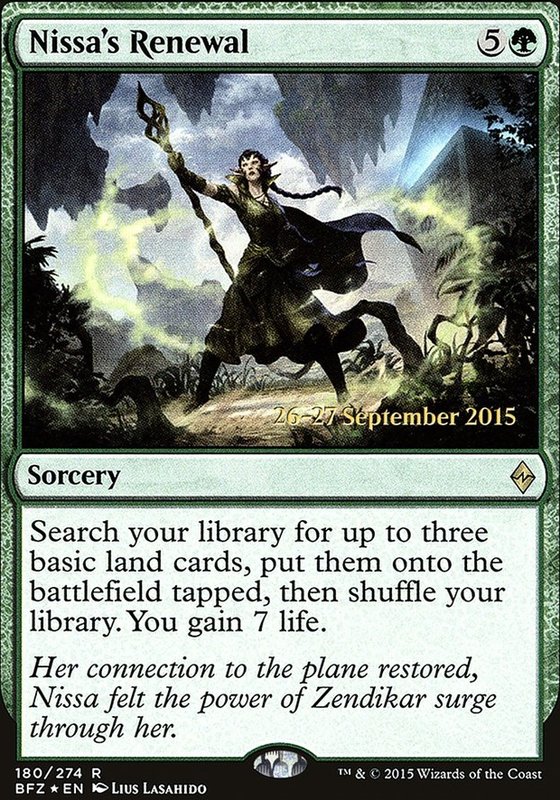 Nissa's Renewal 5
26–27 September 2015
Sorcery
Search your library for up to three
basic land cards, put them onto the
battlefield tapped, then shuffle your
library. You gain 7 life.
Her connection to the plane restored,
Nissa felt the power of Zendikar surge
through her.
180/274 R
BFZ ★ EN Lius Lasahido
™ & © 2015 Wizards of the Coast